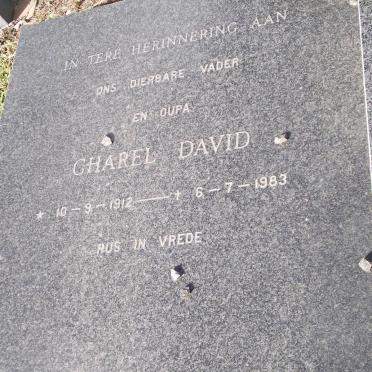 IN TERE HERINNERING AAN
ONS DIERBARE VADER
EN OUPA
CHAREL DAVID
* 10-9-1912 — † 6-7-1983
RUS IN VREDE